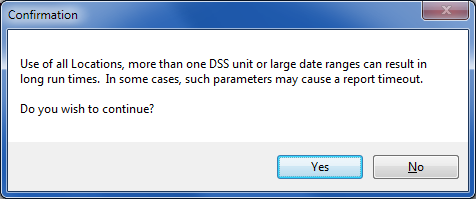 Confirmation
Use of all Locations, more than one DSS unit or large date ranges can result in
long run times.  In some cases, such parameters may cause a report timeout.
Do you wish to continue?
Yes
No